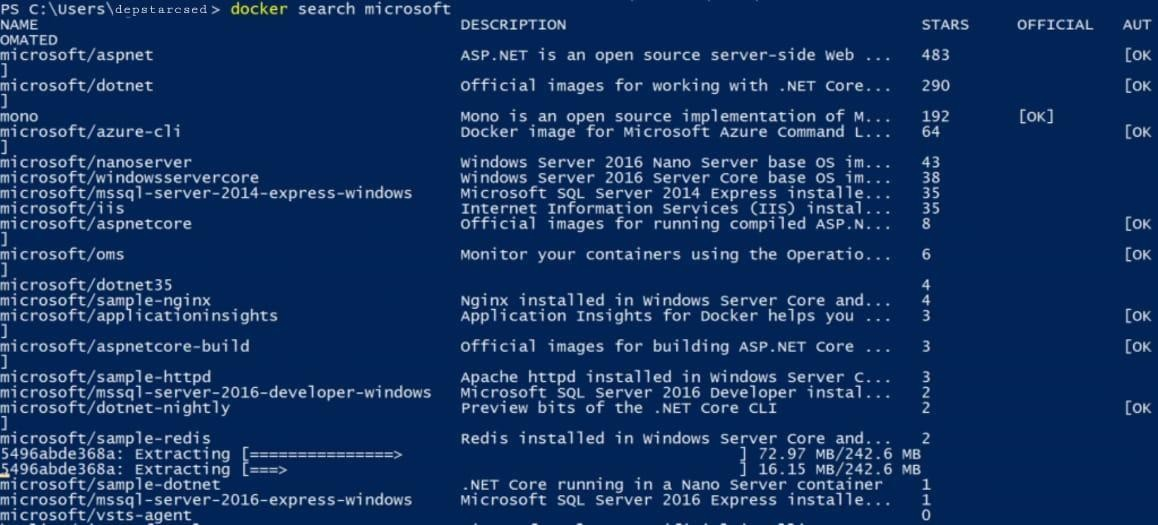 PS C:\Users\depstarcsed> docker search microsoft
NAME DESCRIPTION STARS OFFICIAL AUT
OMATED
microsoft/aspnet ASP.NET is an open source server-side Web ... 483 [OK
]
microsoft/dotnet Official images for working with .NET Core... 290 [OK
]
mono Mono is an open source implementation of M... 192 [OK]
microsoft/azure-cli Docker image for Microsoft Azure Command L... 64 [OK
]
microsoft/nanoserver Windows Server 2016 Nano Server base OS im... 43
microsoft/windowsservercore Windows Server 2016 Server Core base OS im... 38
microsoft/mssql-server-2014-express-windows Microsoft SQL Server 2014 Express installe... 35
microsoft/iis Internet Information Services (IIS) instal... 35
microsoft/aspnetcore Official images for running compiled ASP.N... 8 [OK
]
microsoft/oms Monitor your containers using the Operatio... 6 [OK
]
microsoft/dotnet35 4
microsoft/sample-nginx Nginx installed in Windows Server Core and... 4
microsoft/applicationinsights Application Insights for Docker helps you ... 3 [OK
]
microsoft/aspnetcore-build Official images for building ASP.NET Core ... 3 [OK
]
microsoft/sample-httpd Apache httpd installed in Windows Server C... 3
microsoft/mssql-server-2016-developer-windows Microsoft SQL Server 2016 Developer instal... 2
microsoft/dotnet-nightly Preview bits of the .NET Core CLI 2 [OK
]
microsoft/sample-redis Redis installed in Windows Server Core and... 2
5496abde368a: Extracting [===============> ] 72.97 MB/242.6 MB
5496abde368a: Extracting [===> ] 16.15 MB/242.6 MB
microsoft/sample-dotnet .NET Core running in a Nano Server container 1
microsoft/mssql-server-2016-express-windows Microsoft SQL Server 2016 Express installe... 1
microsoft/vsts-agent 0